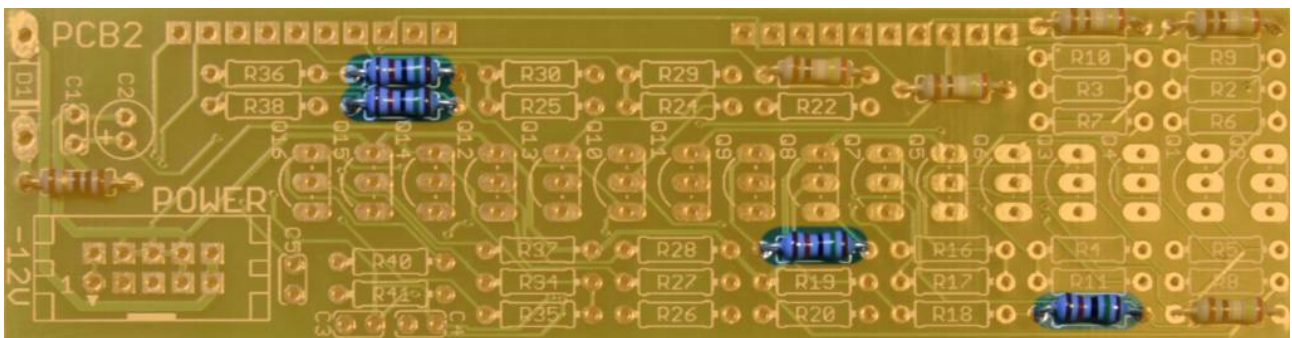 PCB2
D1
C1
C2
R36
R30
R29
R10
R9
R38
R25
R24
R22
R3
R2
R7
R6
Q16
Q15
Q14
Q12
Q13
Q10
Q11
Q9
Q8
Q7
Q5
Q6
Q3
Q4
Q1
Q2
POWER
-12V
1
C5
R40
R37
R28
R16
R4
R5
R41
R34
R27
R19
R17
R11
R8
C3
C4
R35
R26
R20
R18